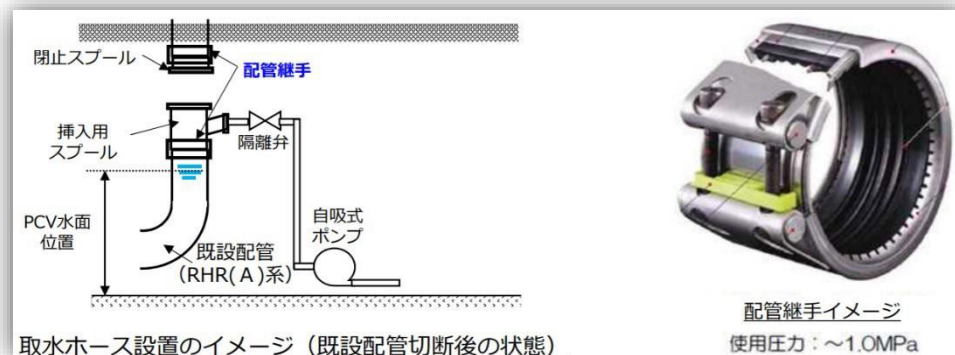 閉止スプール
配管継手
挿入用
スプール
隔離弁
PCV水面
位置
自吸式
ポンプ
既設配管
(RHR(A)系)
取水ホース設置のイメージ（既設配管切断後の状態）
配管継手イメージ
使用圧力：～1.0MPa